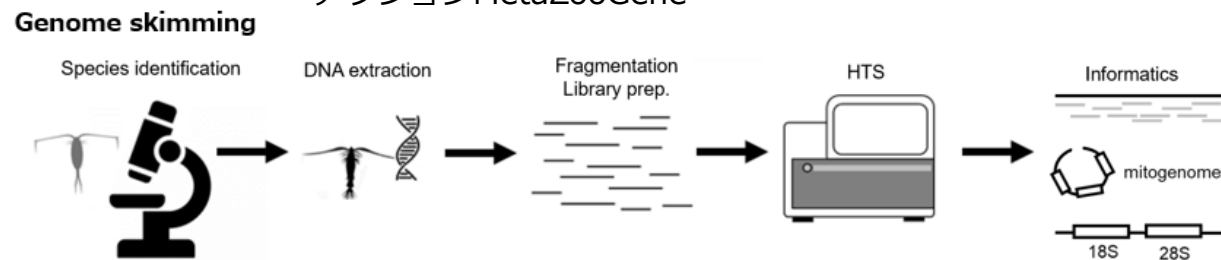 Genome skimming
Species identification
DNA extraction
Fragmentation
Library prep.
HTS
Informatics
mitogenome
18S
28S